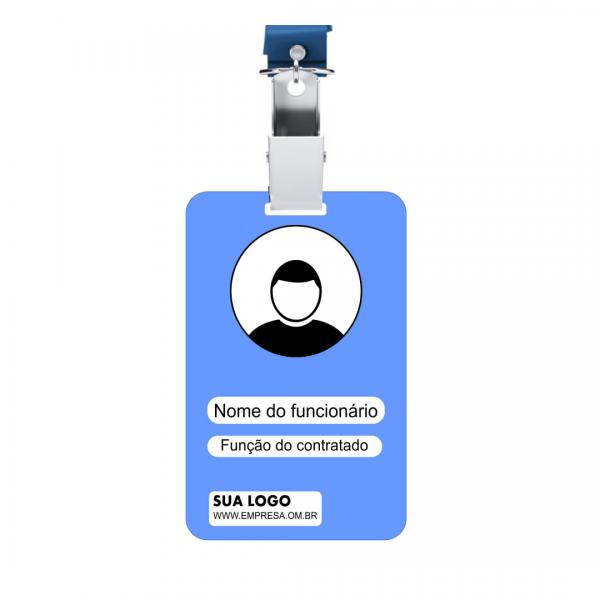 Nome do funcionário
Função do contratado
SUA LOGO
WWW.EMPRESA.OM.BR